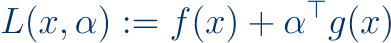 L(x, α) := f(x) + α⊤g(x)